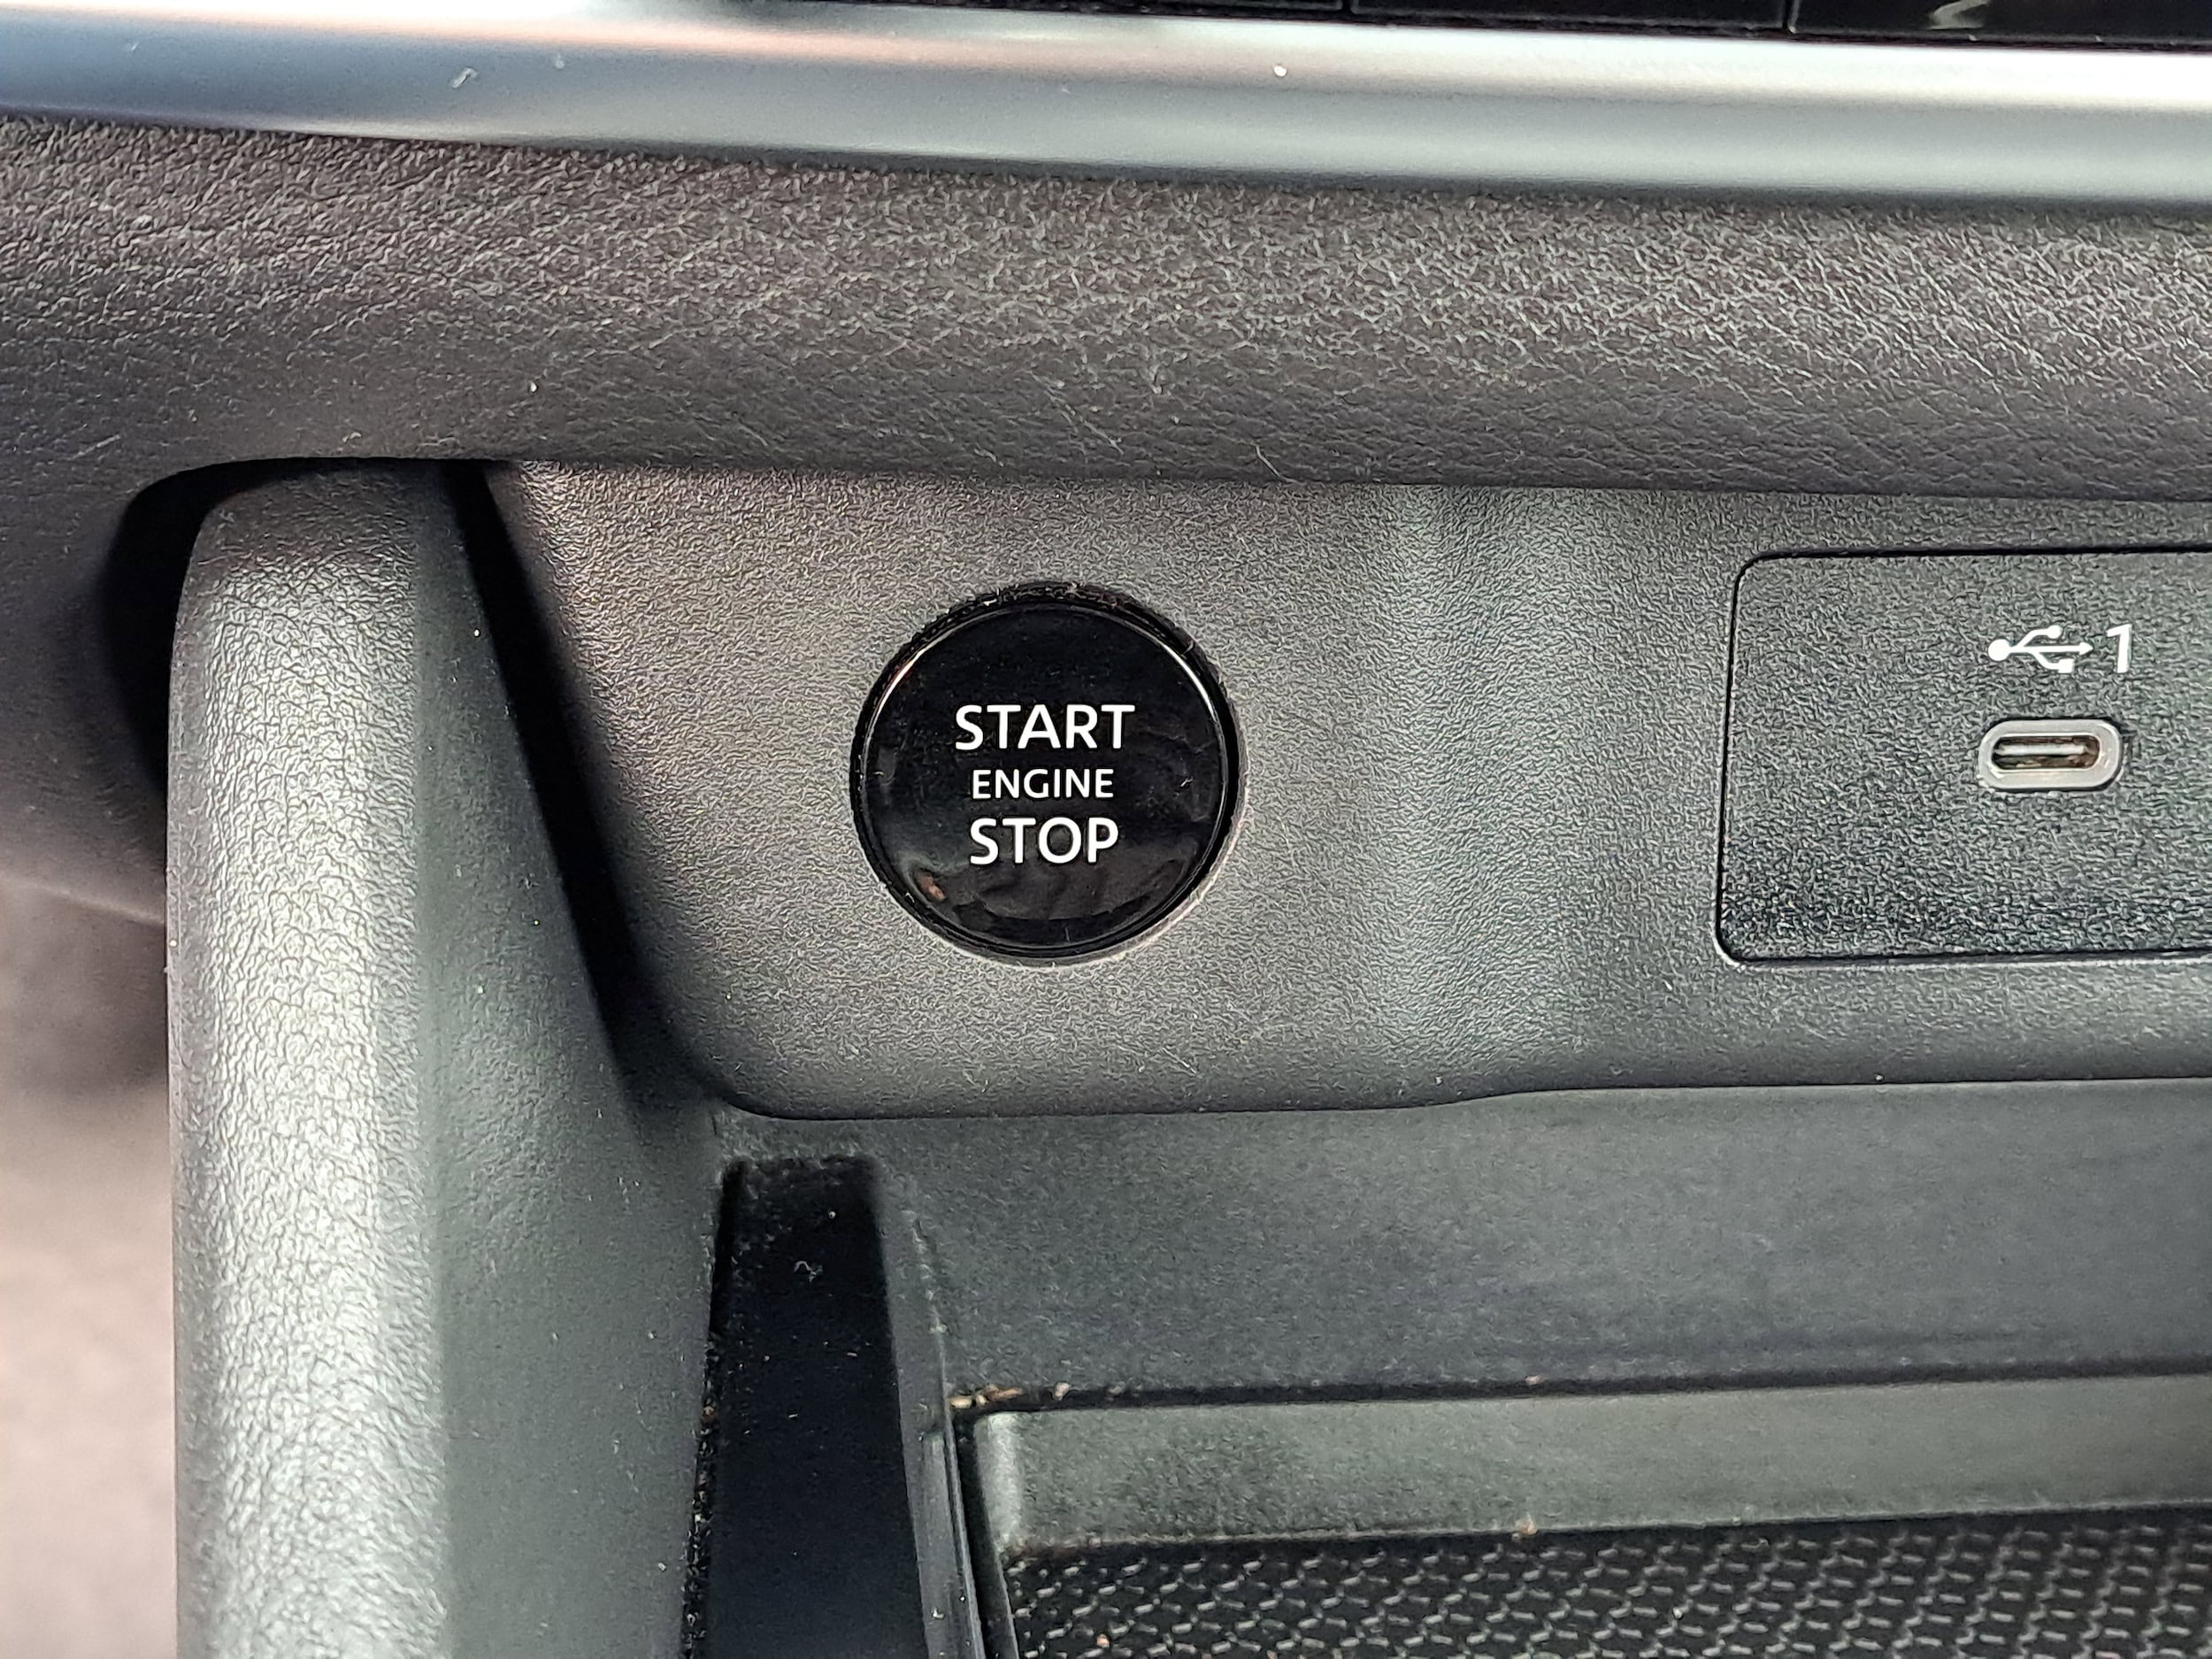 START
ENGINE
STOP
1